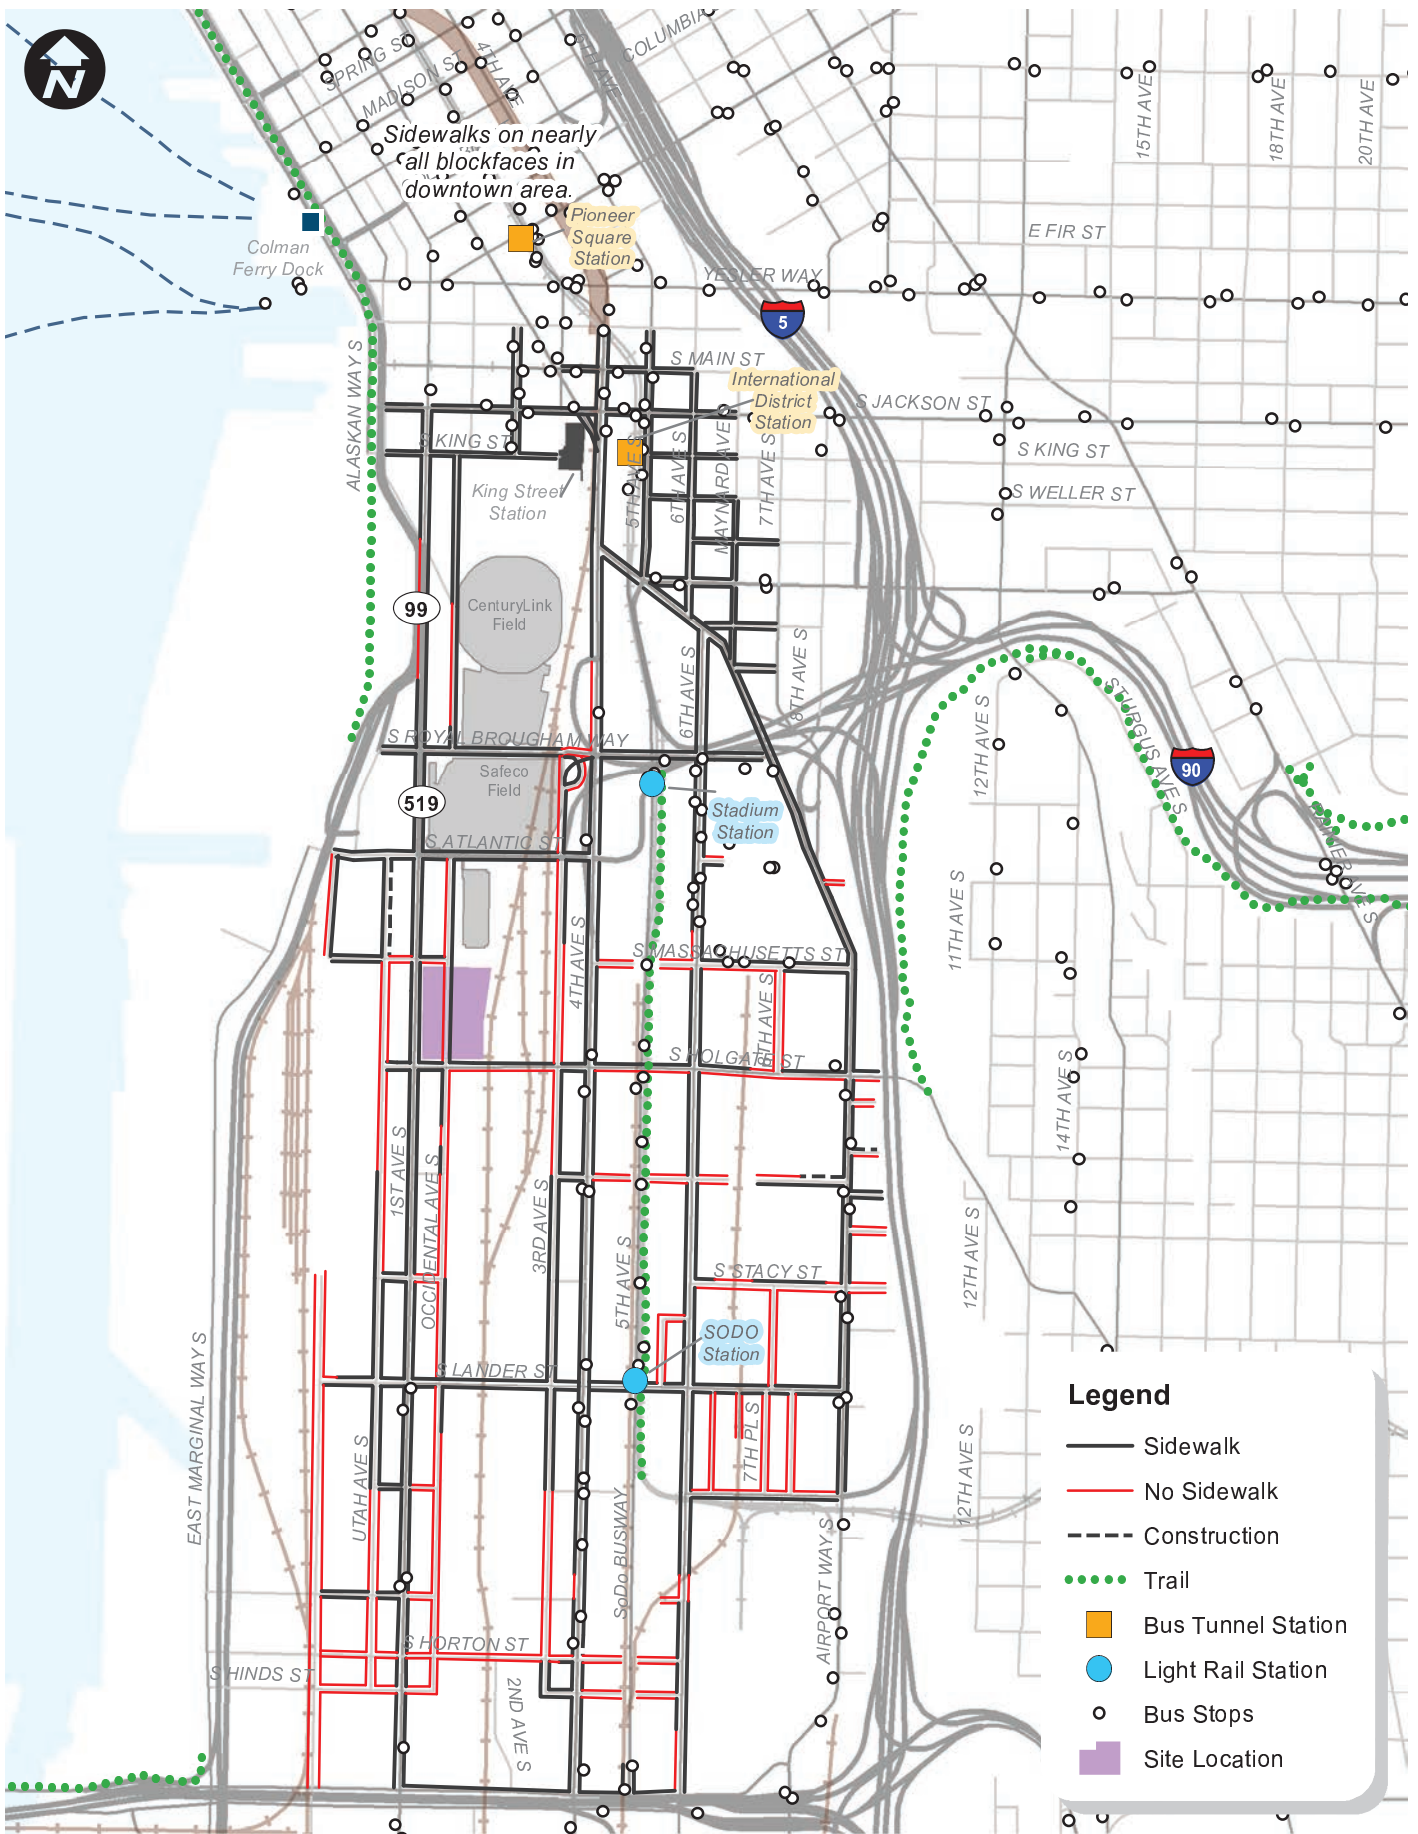 N
SPRING ST
MADISON ST
4TH AVE
COLUMBIA
15TH AVE
18TH AVE
20TH AVE
Sidewalks on nearly
all blockfaces in
downtown area.
Pioneer
Square
Station
Colman
Ferry Dock
E FIR ST
YESLER WAY
5
S MAIN ST
International
District
Station
S JACKSON ST
ALASKAN WAY S
S KING ST
S KING ST
S WELLER ST
King Street
Station
5TH AVE S
6TH AVE S
MAYNARD AVE S
7TH AVE S
CenturyLink
Field
99
6TH AVE S
8TH AVE S
12TH AVE S
STURGUS AVE S
90
S ROYAL BROUGHAM WAY
Safeco
Field
519
Stadium
Station
S ATLANTIC ST
RAINIER AVE S
11TH AVE S
4TH AVE S
S MASSACHUSETTS ST
8TH AVE S
S HOLGATE ST
14TH AVE S
1ST AVE S
OCCIDENTAL AVE S
3RD AVE S
5TH AVE S
12TH AVE S
S STACY ST
SODO
Station
EAST MARGINAL WAY S
S LANDER ST
UTAH AVE S
7TH PL S
12TH AVE S
SoDo BUSWAY
AIRPORT WAY S
S HORTON ST
S HINDS ST
2ND AVE S
Legend
Sidewalk
No Sidewalk
Construction
Trail
Bus Tunnel Station
Light Rail Station
Bus Stops
Site Location